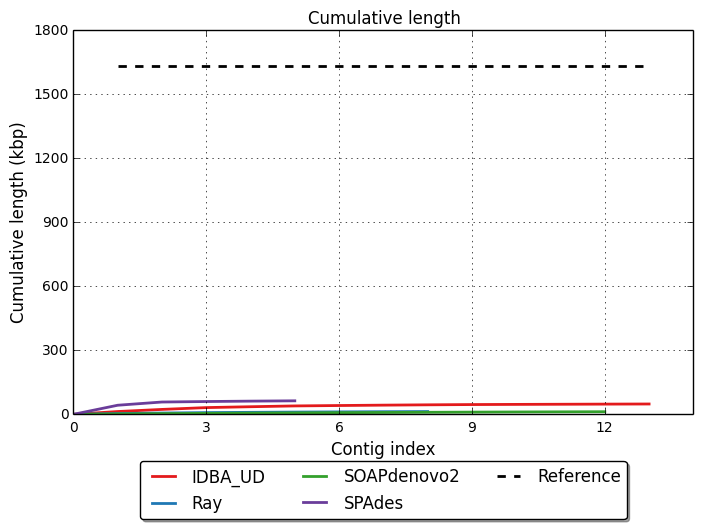 Cumulative length
1800
1500
1200
900
600
300
0
Cumulative length (kbp)
0 3 6 9 12
Contig index
IDBA_UD SOAPdenovo2 Reference
Ray SPAdes